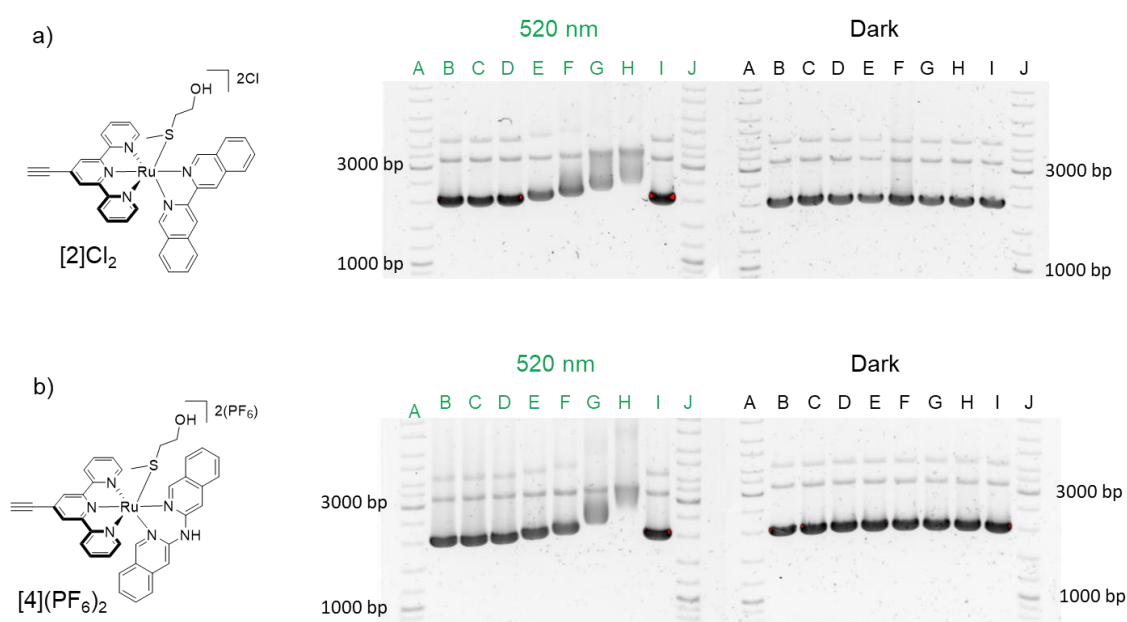 a)
520 nm
Dark
A B C D E F G H I J
A B C D E F G H I J
2Cl
OH
S
N
N
Ru
N
N
N
[2]Cl2
3000 bp
1000 bp
3000 bp
1000 bp
b)
520 nm
Dark
A B C D E F G H I J
A B C D E F G H I J
2(PF6)
OH
S
N
N
Ru
N
N
N
NH
[4](PF6)2
3000 bp
1000 bp
3000 bp
1000 bp